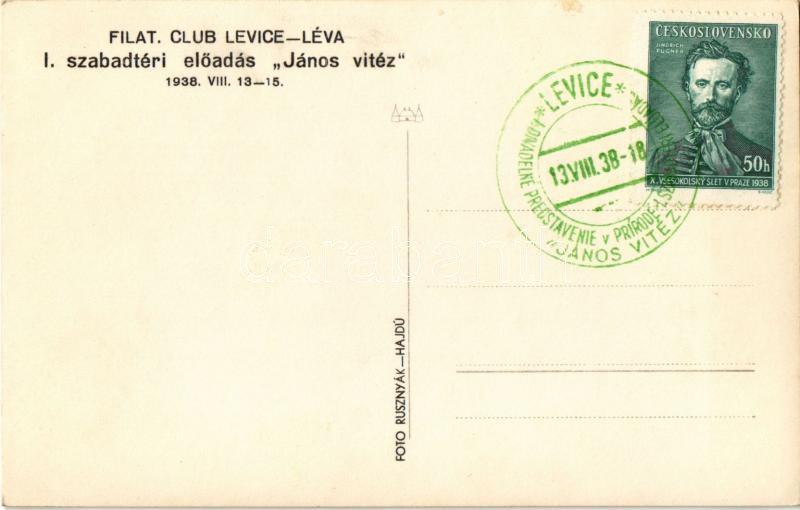 FILAT. CLUB LEVICE—LÉVA
I. szabadtéri előadás „János vitéz"
1938. VIII. 13—15.
ČESKOSLOVENSKO
JINDŘICH
FÜGNER
50h
X. VŠESOKOLSKÝ SLET V PRAZE 1938
*LEVICE*
13 VIII. 38-18
DIVADELNÉ PREDSTAVENIE v PRÍRODE
„JÁNOS VITÉZ"
FOTO RUSZNYÁK—HAJDÚ